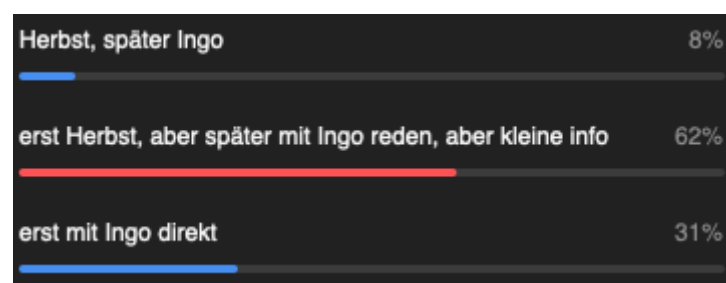 Herbst, später Ingo 8%
erst Herbst, aber später mit Ingo reden, aber kleine info 62%
erst mit Ingo direkt 31%